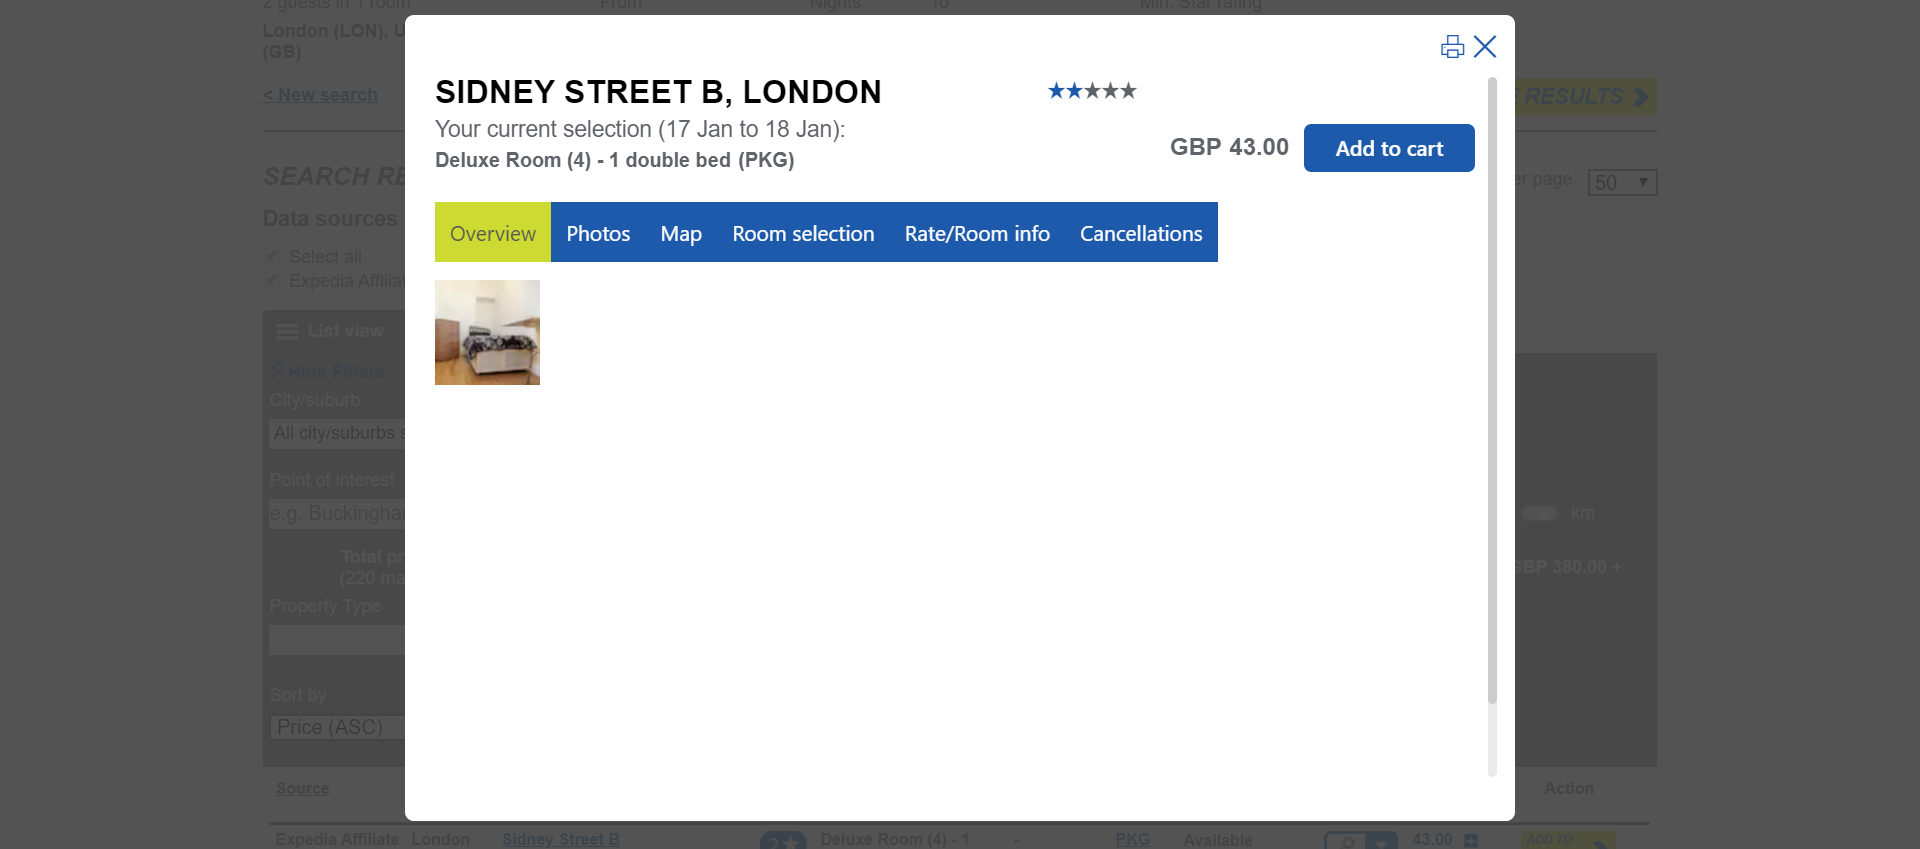 2 guests in 1 room From Nights To Min. Star rating
London (LON), U
(GB)
< New search
E RESULTS
SIDNEY STREET B, LONDON
Your current selection (17 Jan to 18 Jan):
Deluxe Room (4) - 1 double bed (PKG)
GBP 43.00 Add to cart
SEARCH RE
er page 50
Data sources
Select all
Expedia Affilia
Overview Photos Map Room selection Rate/Room info Cancellations
List view
Hide Filters
City/suburb
All city/suburbs s
Point of interest
e.g. Buckingha
km
Total pr
(220 ma
GBP 380.00 +
Property Type
Sort by
Price (ASC)
Source Action
Expedia Affiliate London Sidney Street B 2 Deluxe Room (4) - 1 - PKG Available 43.00 ADD TO